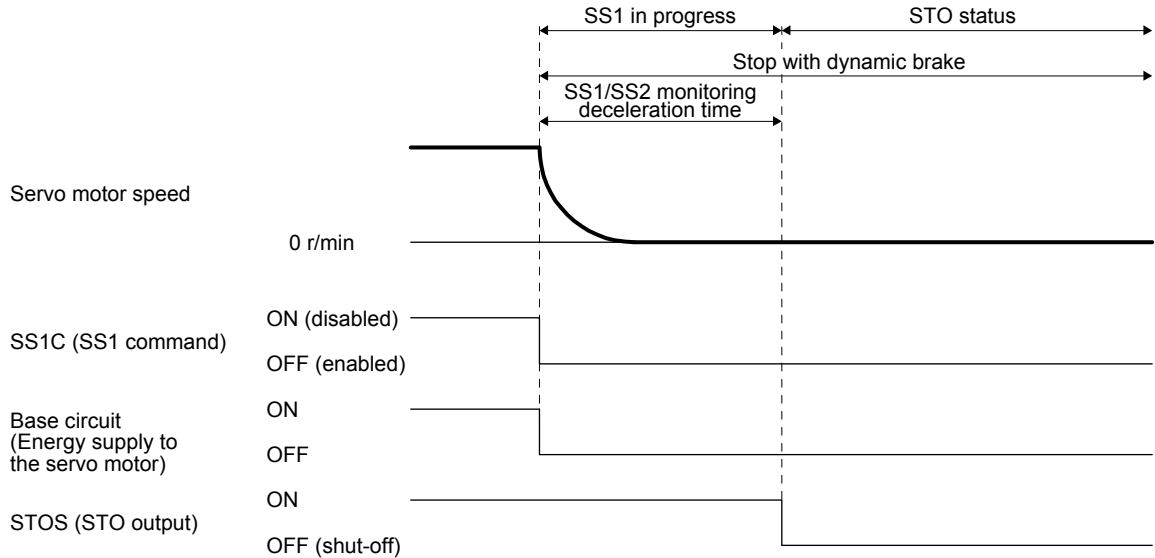 SS1 in progress
STO status
Stop with dynamic brake
SS1/SS2 monitoring
deceleration time
Servo motor speed
0 r/min
SS1C (SS1 command)
ON (disabled)
OFF (enabled)
Base circuit
(Energy supply to
the servo motor)
ON
OFF
STOS (STO output)
ON
OFF (shut-off)